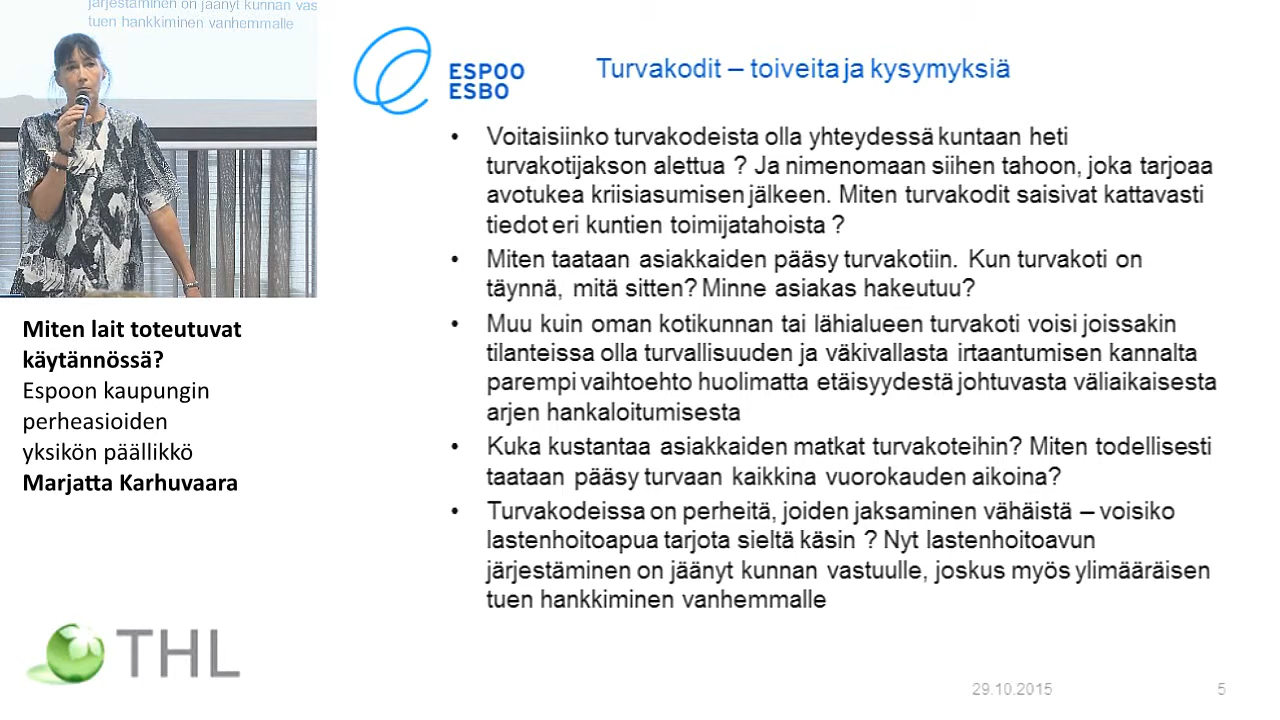 järjestäminen on jäänyt kunnan vas
tuen hankkiminen vanhemmalle
ESPOO
ESBO
Turvakodit – toiveita ja kysymyksiä
• Voitaisiinko turvakodeista olla yhteydessä kuntaan heti
turvakotijakson alettua ? Ja nimenomaan siihen tahoon, joka tarjoaa
avotukea kriisiasumisen jälkeen. Miten turvakodit saisivat kattavasti
tiedot eri kuntien toimijatahoista ?
• Miten taataan asiakkaiden pääsy turvakotiin. Kun turvakoti on
täynnä, mitä sitten? Minne asiakas hakeutuu?
• Muu kuin oman kotikunnan tai lähialueen turvakoti voisi joissakin
tilanteissa olla turvallisuuden ja väkivallasta irtaantumisen kannalta
parempi vaihtoehto huolimatta etäisyydestä johtuvasta väliaikaisesta
arjen hankaloitumisesta
• Kuka kustantaa asiakkaiden matkat turvakoteihin? Miten todellisesti
taataan pääsy turvaan kaikkina vuorokauden aikoina?
• Turvakodeissa on perheitä, joiden jaksaminen vähäistä – voisiko
lastenhoitoapua tarjota sieltä käsin ? Nyt lastenhoitoavun
järjestäminen on jäänyt kunnan vastuulle, joskus myös ylimääräisen
tuen hankkiminen vanhemmalle
Miten lait toteutuvat
käytännössä?
Espoon kaupungin
perheasioiden
yksikön päällikkö
Marjatta Karhuvaara
THL
29.10.2015
5